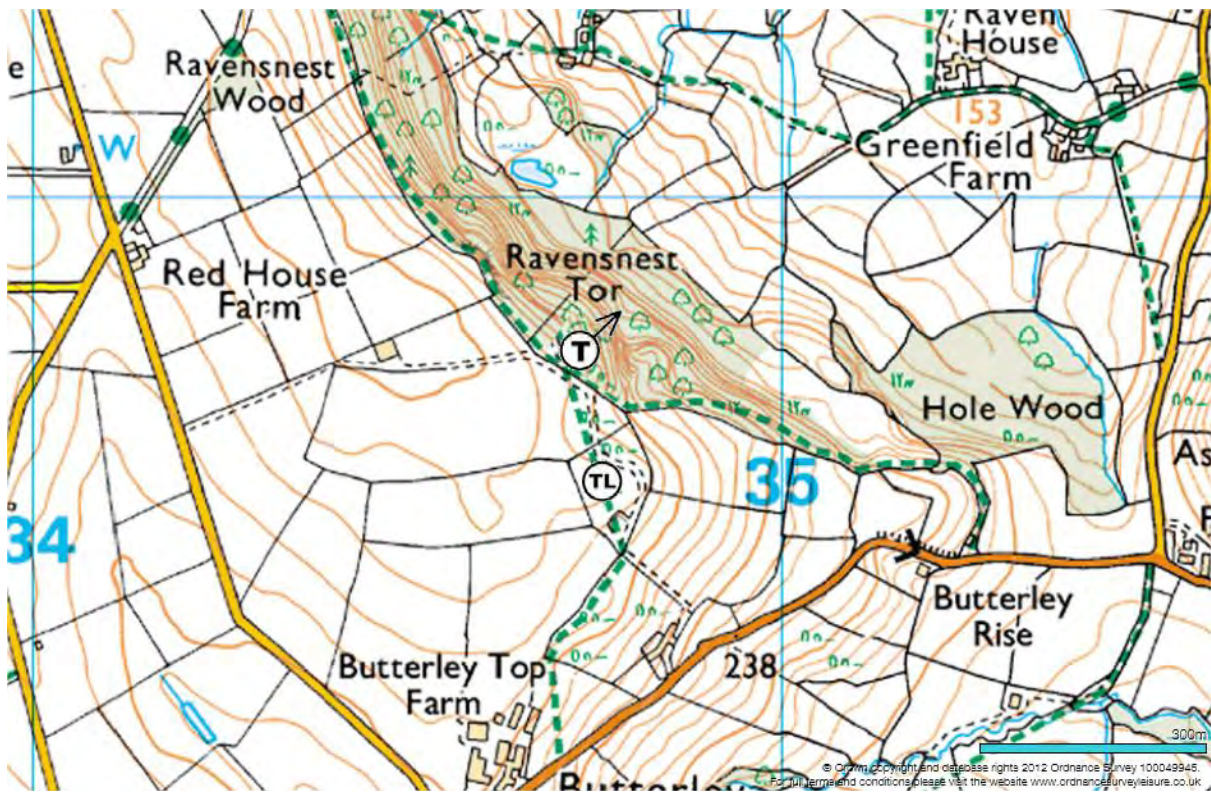 Raven
House
e
Ravensnest
Wood
W
153
Greenfield
Farm
Ravensnest
Tor
Red House
Farm
T
Hole Wood
35
As
TL
34
F
Butterley
Rise
Butterley Top
Farm
238
300m
Butterley
© Crown copyright and database rights 2012 Ordnance Survey 100049945.
For full terms and conditions please visit the website www.ordnancesurveyleisure.co.uk